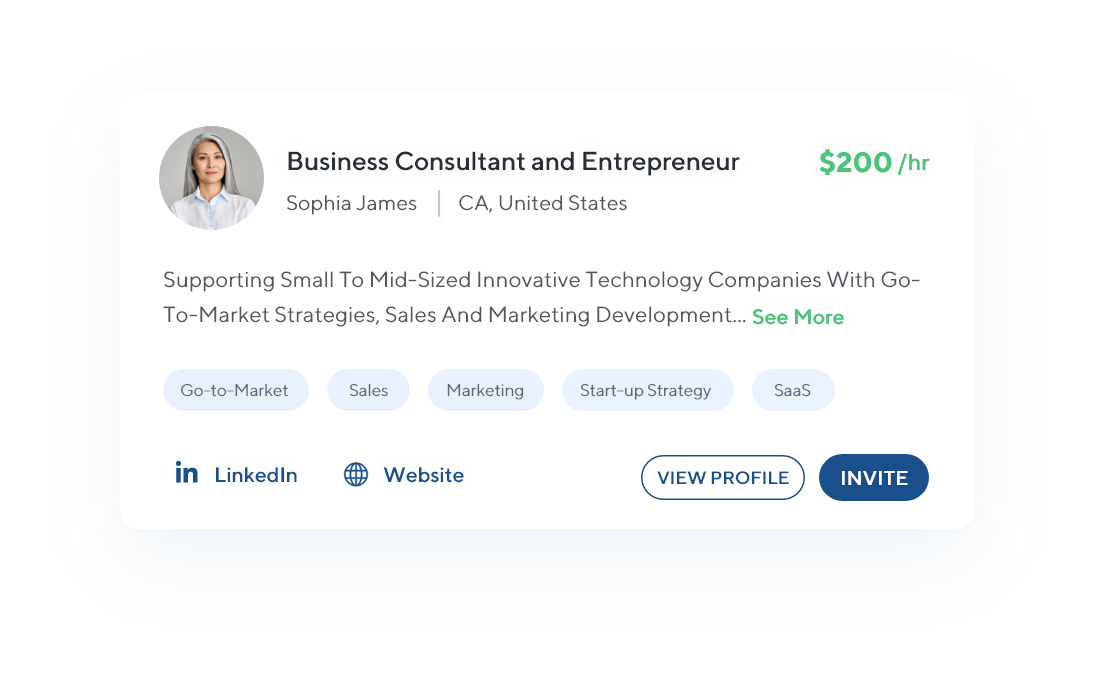 Business Consultant and Entrepreneur
$200 /hr
Sophia James
CA, United States
Supporting Small To Mid-Sized Innovative Technology Companies With Go-
To-Market Strategies, Sales And Marketing Development... See More
Go-to-Market
Sales
Marketing
Start-up Strategy
SaaS
in LinkedIn
Website
VIEW PROFILE
INVITE